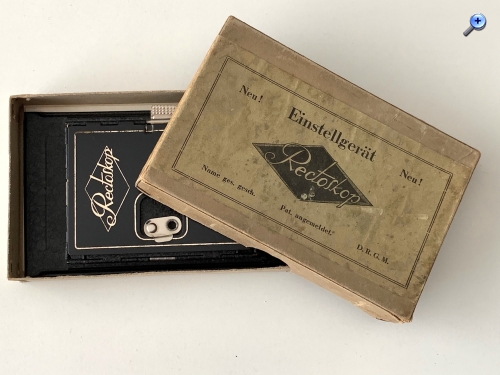 Neu!
Einstellgerät
Neu!
Rectoskop
Name ges. gesch.
Pat. angemeldet.
D. R. G. M.
Rectoskop